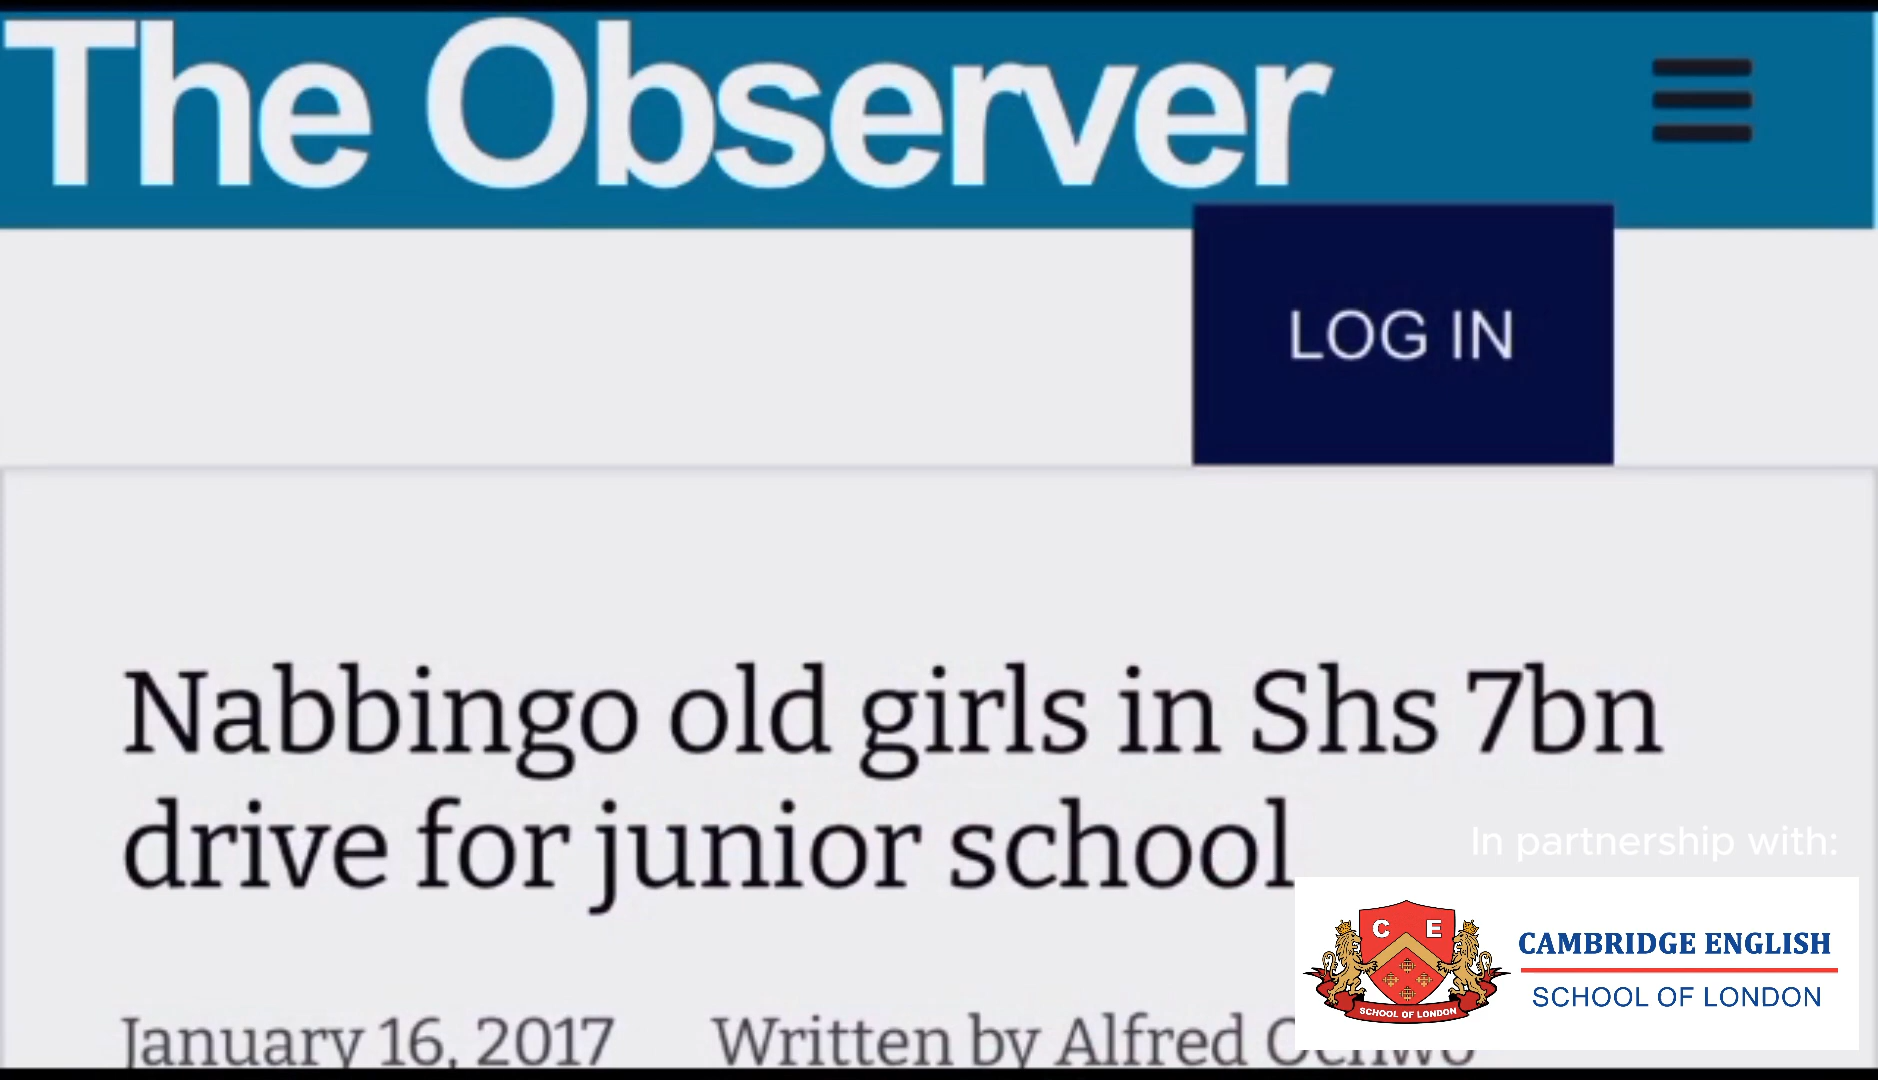 The Observer
LOG IN
Nabbingo old girls in Shs 7bn
drive for junior school
In partnership with:
C E
CAMBRIDGE ENGLISH
SCHOOL OF LONDON
SCHOOL OF LONDON
January 16, 2017 Written by Alfred